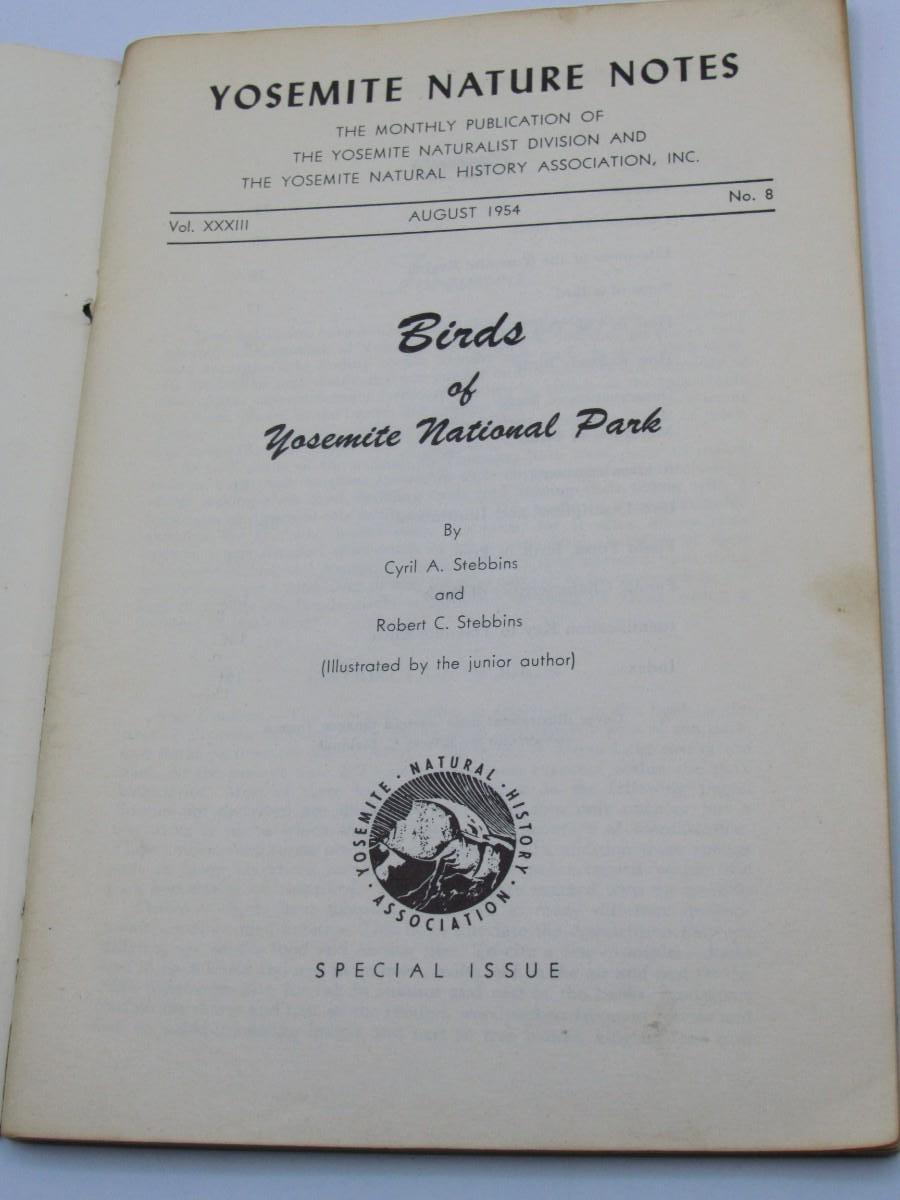 YOSEMITE NATURE NOTES
THE MONTHLY PUBLICATION OF
THE YOSEMITE NATURALIST DIVISION AND
THE YOSEMITE NATURAL HISTORY ASSOCIATION, INC.
Vol. XXXIII AUGUST 1954 No. 8
Birds
of
Yosemite National Park
By
Cyril A. Stebbins
and
Robert C. Stebbins
(Illustrated by the junior author)
YOSEMITE · NATURAL · HISTORY · ASSOCIATION ·
SPECIAL ISSUE